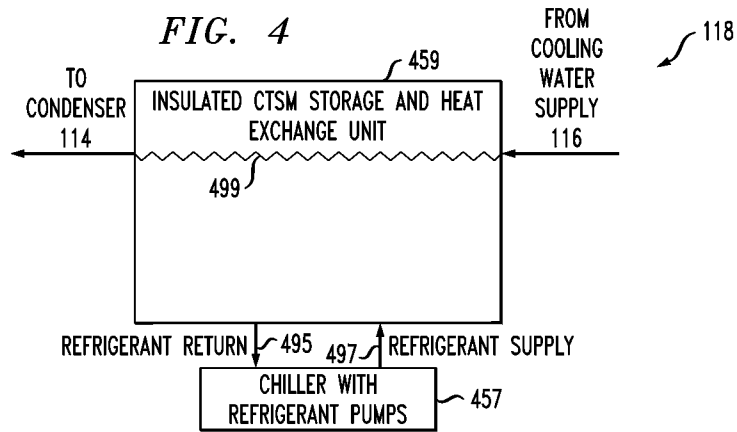 FIG. 4
FROM
COOLING
WATER
SUPPLY
116
118
TO
CONDENSER
114
459
INSULATED CTSM STORAGE AND HEAT
EXCHANGE UNIT
499
REFRIGERANT RETURN
495
497
REFRIGERANT SUPPLY
CHILLER WITH
REFRIGERANT PUMPS
457